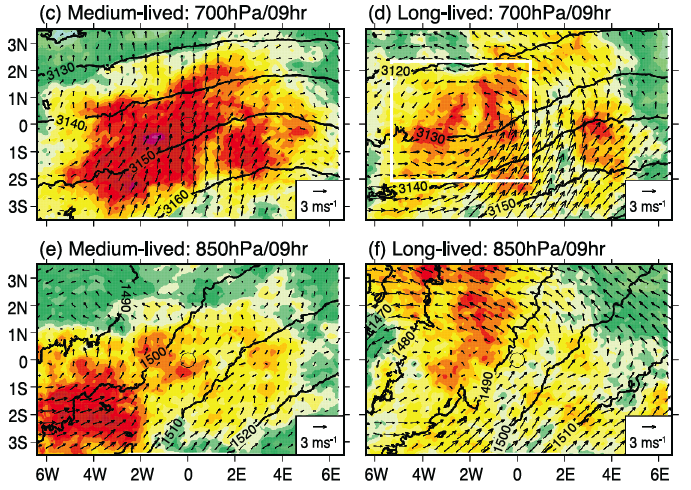 (c) Medium-lived: 700hPa/09hr
(d) Long-lived: 700hPa/09hr
3N
2N
1N
0
1S
2S
3S
3130
3140
3150
3160
3 ms⁻¹
3120
3130
3140
3150
3 ms⁻¹
(e) Medium-lived: 850hPa/09hr
(f) Long-lived: 850hPa/09hr
3N
2N
1N
0
1S
2S
3S
1490
1500
1510
1520
3 ms⁻¹
1470
1480
1490
1500
1510
3 ms⁻¹
6W 4W 2W 0 2E 4E
6W 4W 2W 0 2E 4E 6E